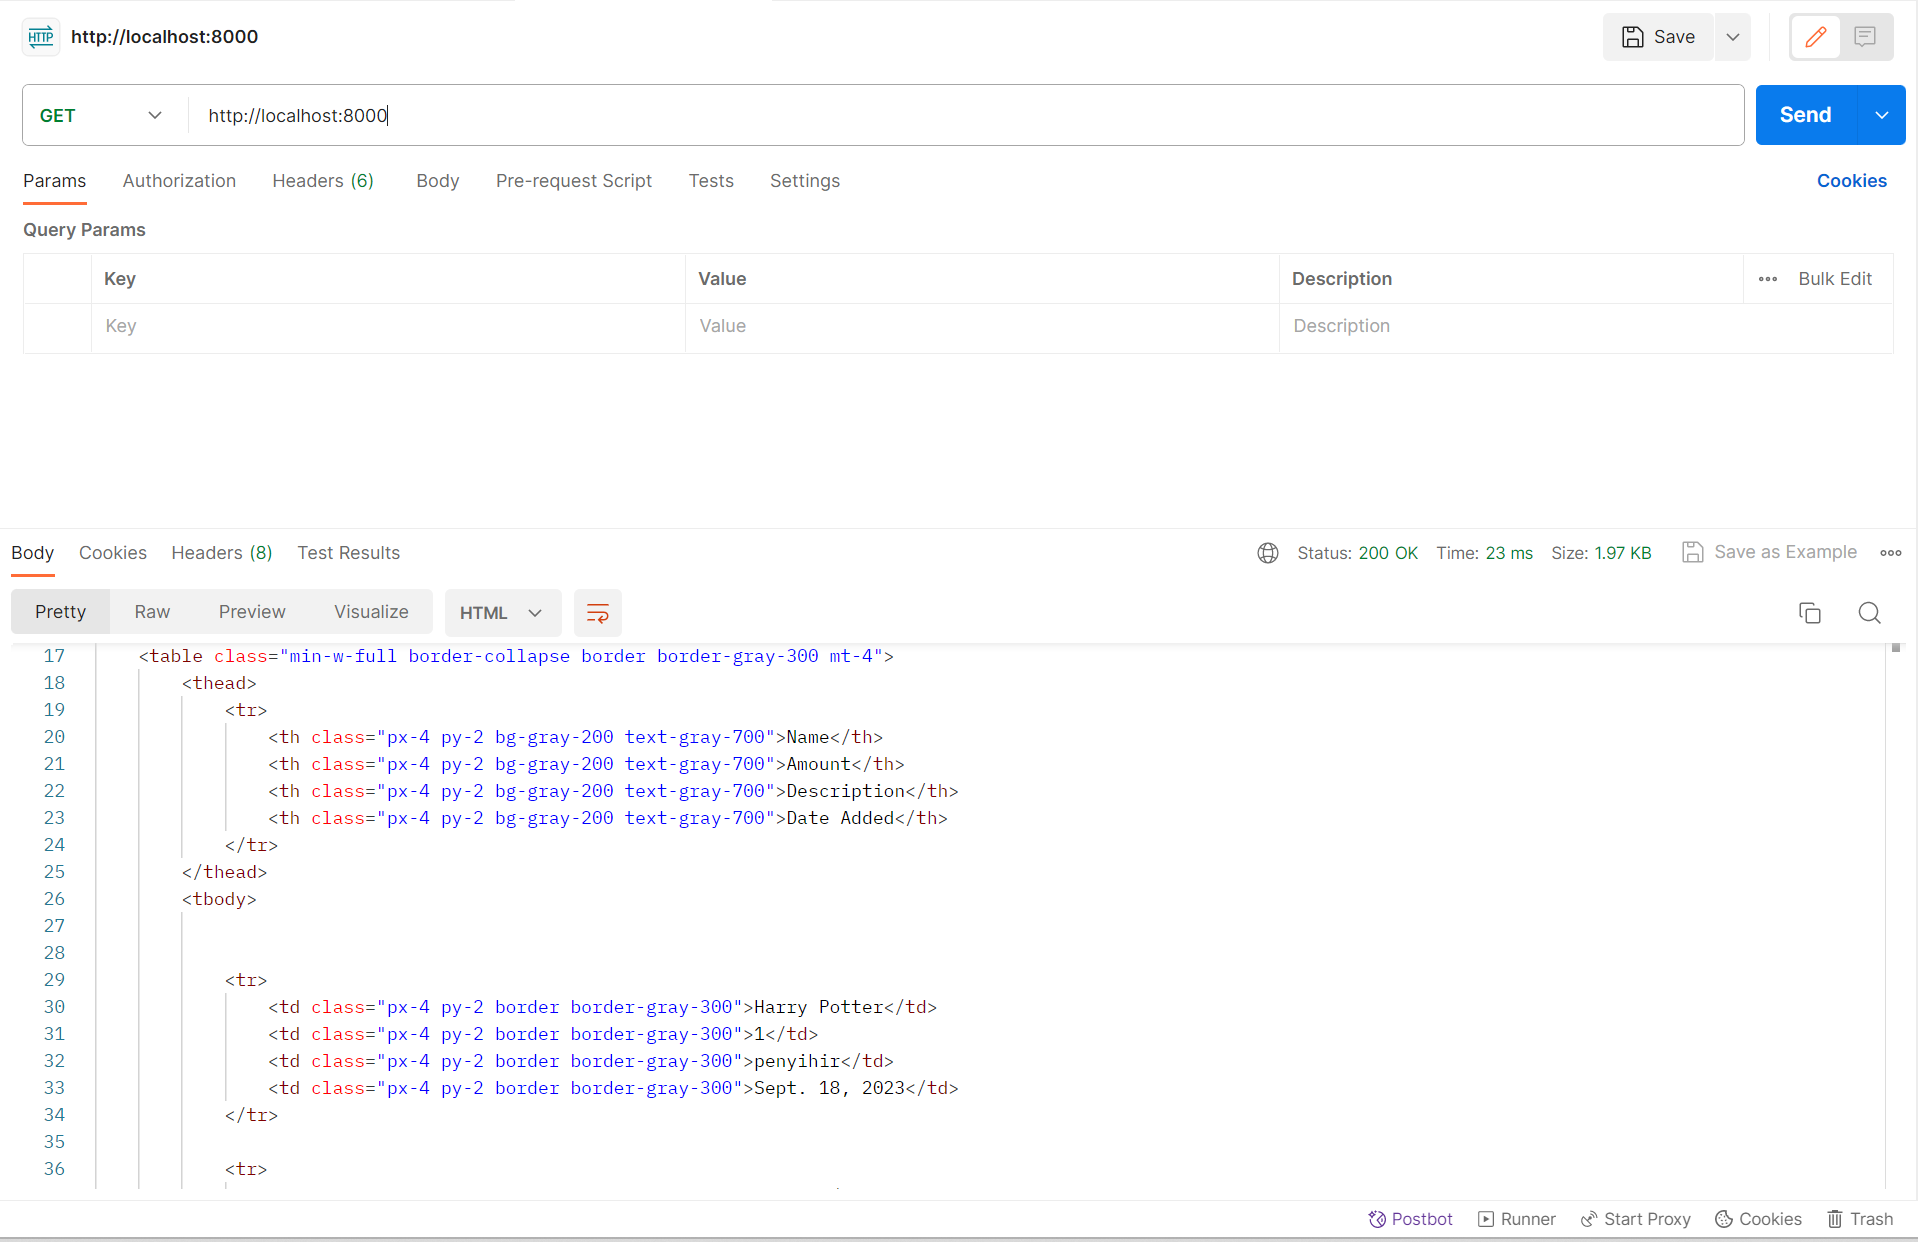 HTTP http://localhost:8000 Save
GET http://localhost:8000 Send
Params Authorization Headers (6) Body Pre-request Script Tests Settings Cookies
Query Params
Key Value Description Bulk Edit
Key Value Description
Body Cookies Headers (8) Test Results Status: 200 OK Time: 23 ms Size: 1.97 KB Save as Example
Pretty Raw Preview Visualize HTML
17 <table class="min-w-full border-collapse border border-gray-300 mt-4">
18 <thead>
19 <tr>
20 <th class="px-4 py-2 bg-gray-200 text-gray-700">Name</th>
21 <th class="px-4 py-2 bg-gray-200 text-gray-700">Amount</th>
22 <th class="px-4 py-2 bg-gray-200 text-gray-700">Description</th>
23 <th class="px-4 py-2 bg-gray-200 text-gray-700">Date Added</th>
24 </tr>
25 </thead>
26 <tbody>
27
28
29 <tr>
30 <td class="px-4 py-2 border border-gray-300">Harry Potter</td>
31 <td class="px-4 py-2 border border-gray-300">1</td>
32 <td class="px-4 py-2 border border-gray-300">penyihir</td>
33 <td class="px-4 py-2 border border-gray-300">Sept. 18, 2023</td>
34 </tr>
35
36 <tr>
Postbot Runner Start Proxy Cookies Trash